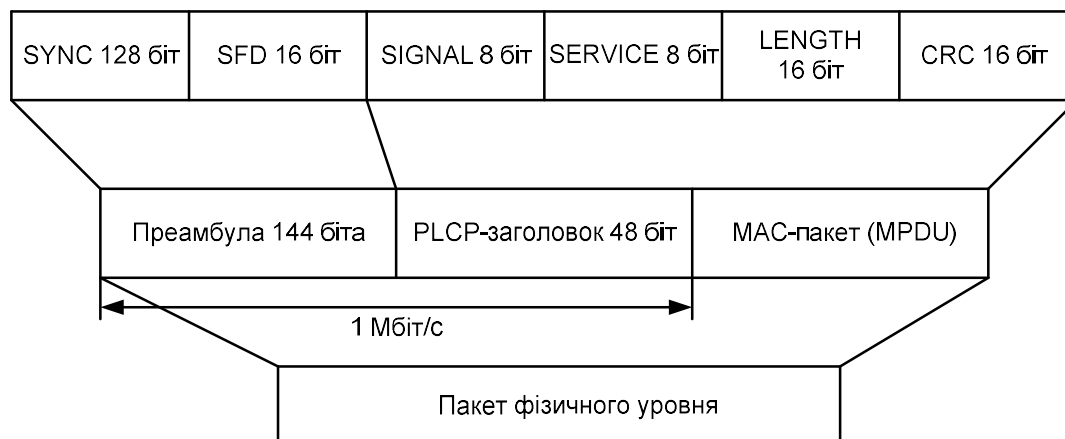 SYNC 128 біт
SFD 16 біт
SIGNAL 8 біт
SERVICE 8 біт
LENGTH
16 біт
CRC 16 біт
Преамбула 144 біта
PLCP-заголовок 48 біт
МАС-пакет (MPDU)
1 Мбіт/с
Пакет фізичного уровня